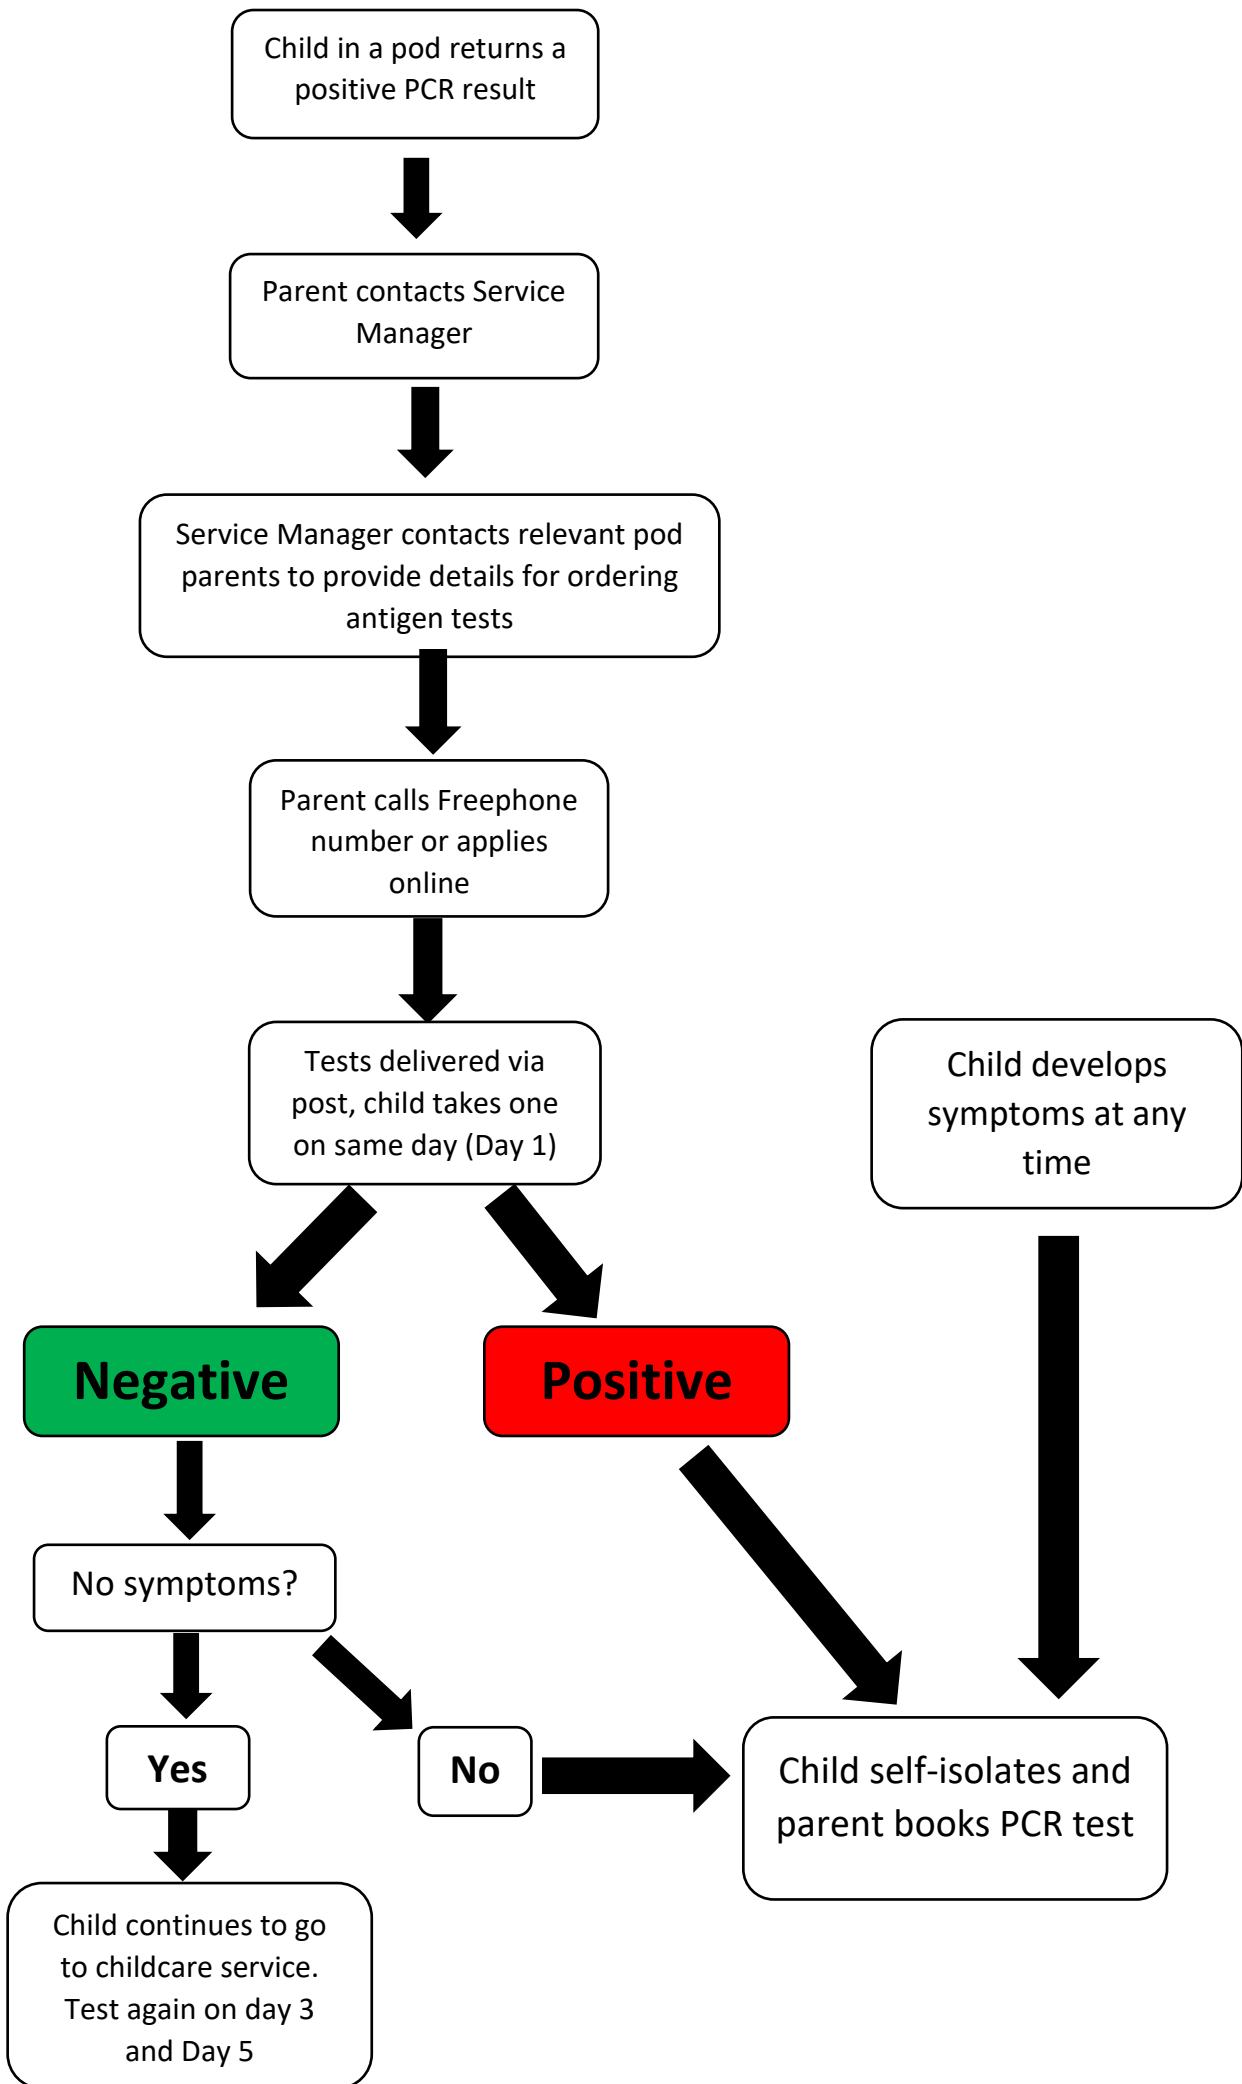 Child in a pod returns a
positive PCR result
Parent contacts Service
Manager
Service Manager contacts relevant pod
parents to provide details for ordering
antigen tests
Parent calls Freephone
number or applies
online
Tests delivered via
post, child takes one
on same day (Day 1)
Child develops
symptoms at any
time
Negative
Positive
No symptoms?
Yes
No
Child self-isolates and
parent books PCR test
Child continues to go
to childcare service.
Test again on day 3
and Day 5